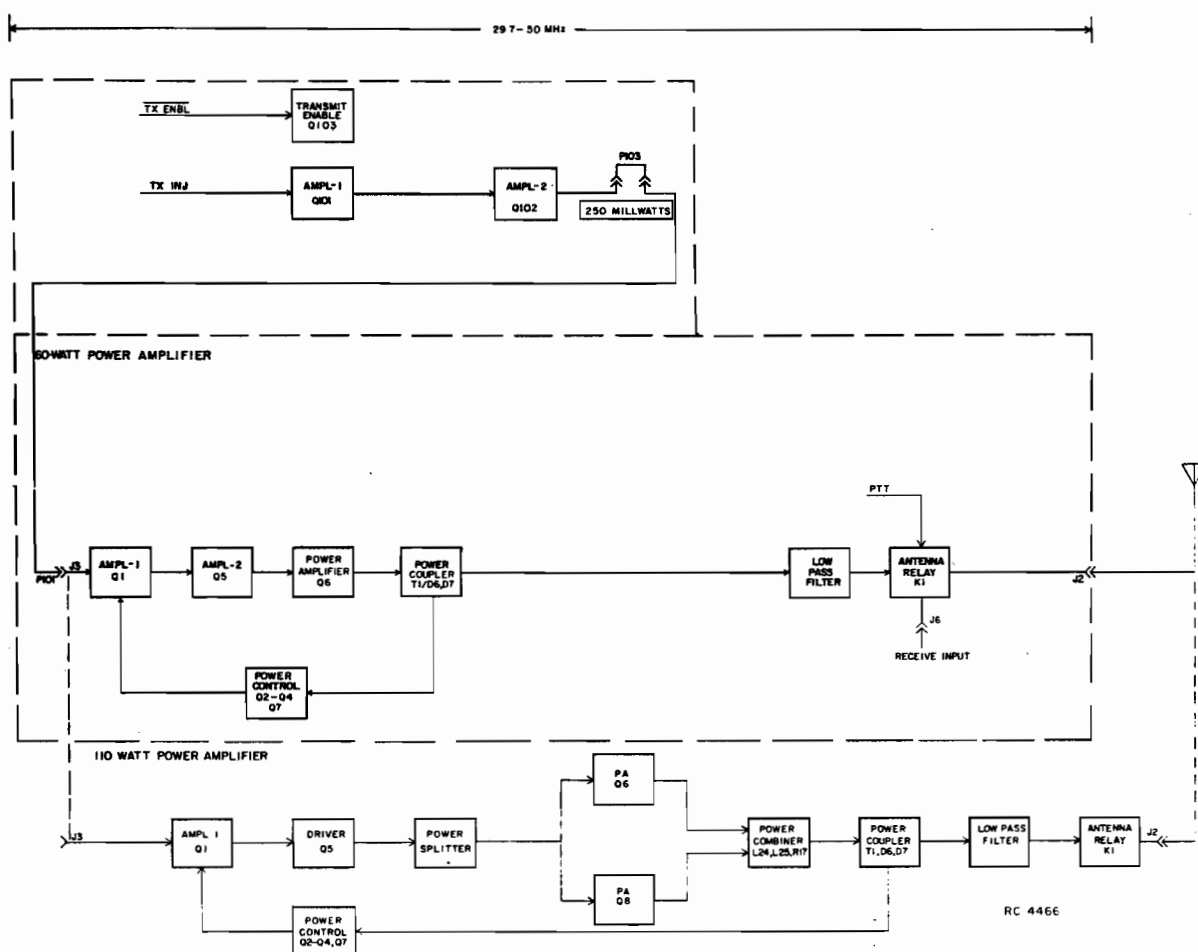 29.7-50 MHz
TX ENBL
TRANSMIT
ENABLE
Q103
TX INJ
AMPL-1
Q101
AMPL-2
Q102
P103
250 MILLWATTS
60-WATT POWER AMPLIFIER
PTT
P101
J3
AMPL-1
Q1
AMPL-2
Q5
POWER
AMPLIFIER
Q6
POWER
COUPLER
T1/D6,D7
LOW
PASS
FILTER
ANTENNA
RELAY
K1
J2
J6
RECEIVE INPUT
POWER
CONTROL
Q2-Q4
Q7
110 WATT POWER AMPLIFIER
J3
AMPL 1
Q1
DRIVER
Q5
POWER
SPLITTER
PA
Q6
PA
Q8
POWER
COMBINER
L24,L25,R17
POWER
COUPLER
T1,D6,D7
LOW PASS
FILTER
ANTENNA
RELAY
K1
J2
POWER
CONTROL
Q2-Q4,Q7
RC 4466